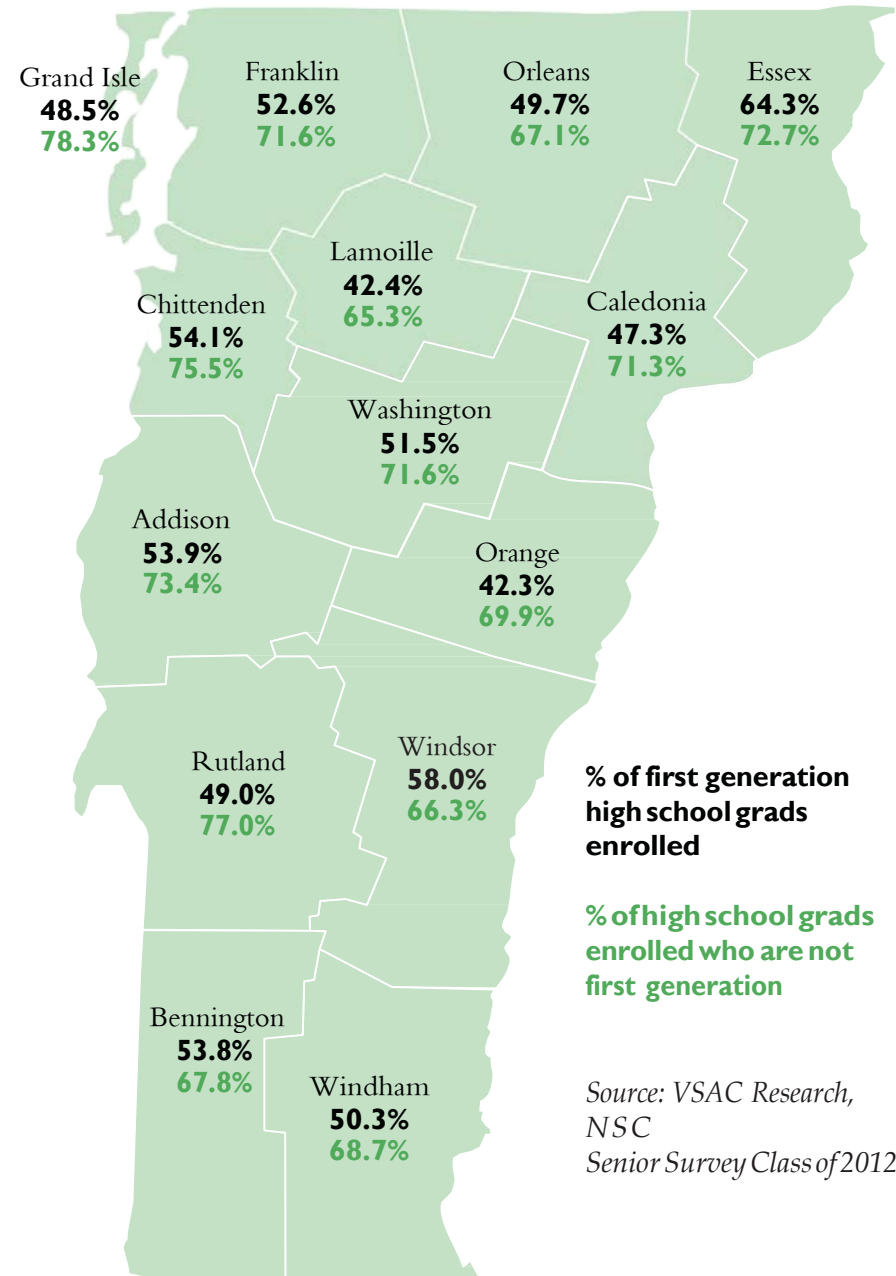 Grand Isle
48.5%
78.3%
Franklin
52.6%
71.6%
Orleans
49.7%
67.1%
Essex
64.3%
72.7%
Lamoille
42.4%
65.3%
Chittenden
54.1%
75.5%
Caledonia
47.3%
71.3%
Washington
51.5%
71.6%
Addison
53.9%
73.4%
Orange
42.3%
69.9%
Rutland
49.0%
77.0%
Windsor
58.0%
66.3%
Bennington
53.8%
67.8%
Windham
50.3%
68.7%
% of first generation
high school grads
enrolled
% of high school grads
enrolled who are not
first generation
Source: VSAC Research,
NSC
Senior Survey Class of 2012